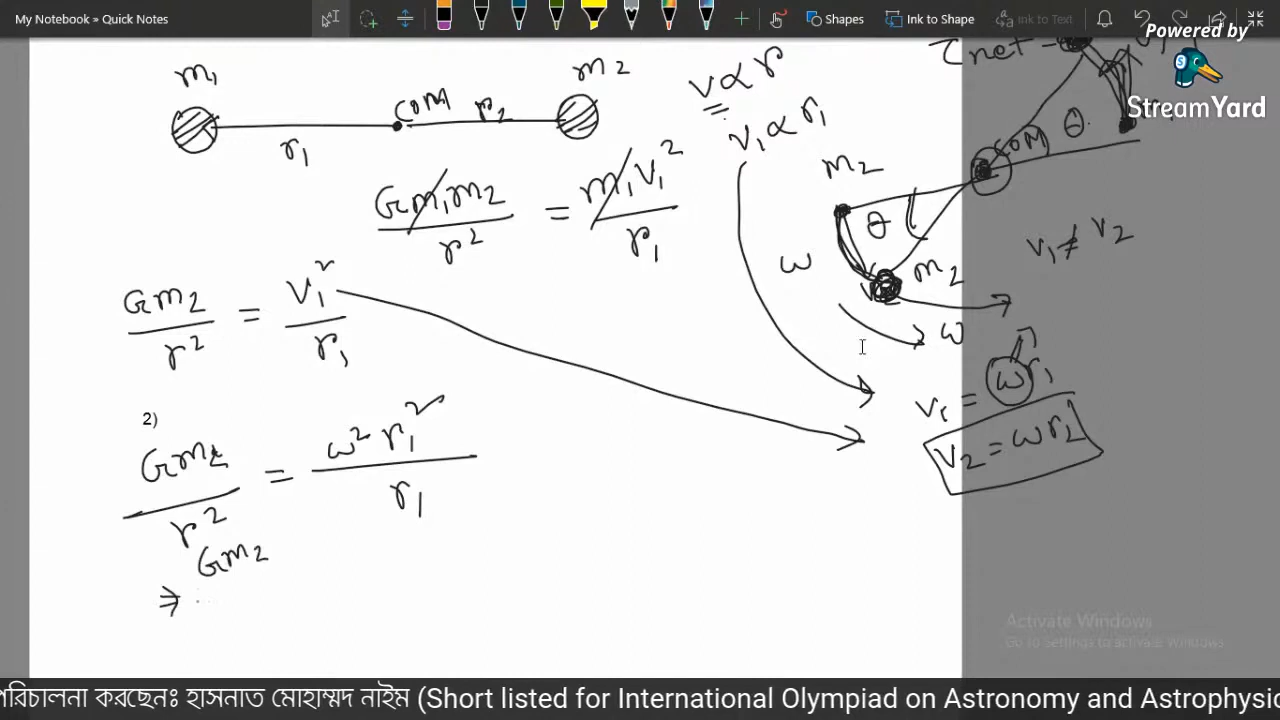 My Notebook » Quick Notes
Shapes
Ink to Shape
Ink to Text
Powered by
StreamYard
m₁
COM
r₂
m₂
r₁
v ∝ r
v₁ ∝ r₁
τnet
COM
θ
m₂
θ
ω
m₂
ω
v₁ ≠ v₂
Gm₁m₂/r² = m₁v₁²/r₁
Gm₂/r² = v₁²/r₁
v₁ = ωr₁
v₂ = ωr₂
2)
Gm₂/r² = ω²r₁²/r₁
Gm₂
⇒
Activate Windows
Go to Settings to activate Windows.
পরিচালনা করছেনঃ হাসনাত মোহাম্মদ নাইম (Short listed for International Olympiad on Astronomy and Astrophysic